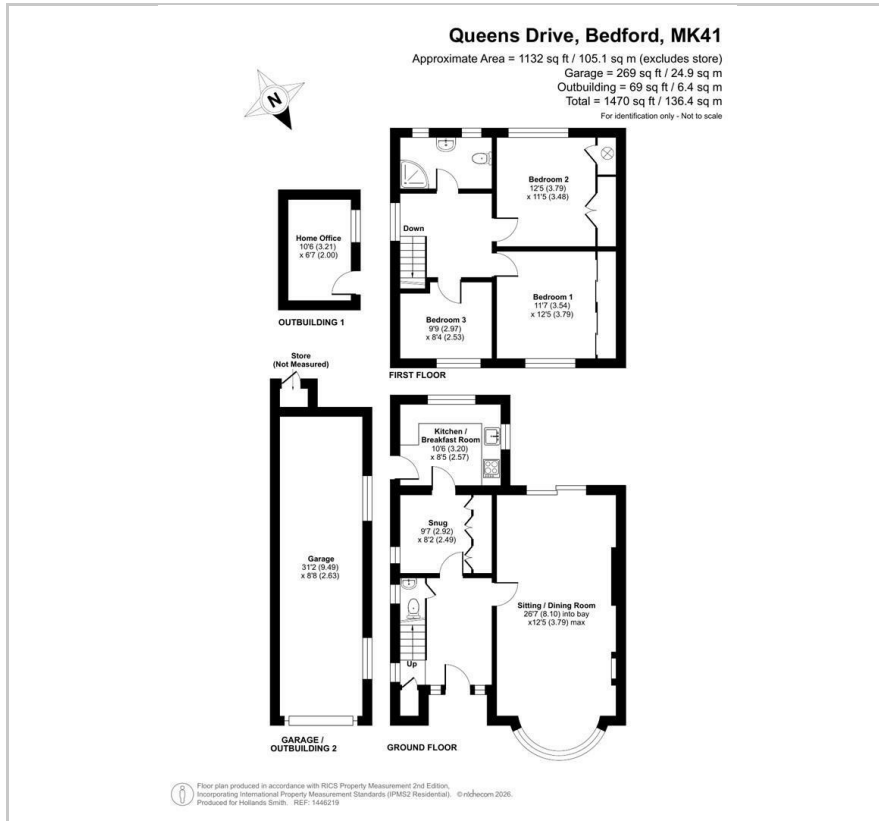 Queens Drive, Bedford, MK41
Approximate Area = 1132 sq ft / 105.1 sq m (excludes store)
Garage = 269 sq ft / 24.9 sq m
Outbuilding = 69 sq ft / 6.4 sq m
Total = 1470 sq ft / 136.4 sq m
For identification only - Not to scale
N
Bedroom 2
12'5 (3.79)
x 11'5 (3.48)
Down
Home Office
10'6 (3.21)
x 6'7 (2.00)
OUTBUILDING 1
Bedroom 1
11'7 (3.54)
x 12'5 (3.79)
Bedroom 3
9'9 (2.97)
x 8'4 (2.53)
FIRST FLOOR
Store
(Not Measured)
Kitchen /
Breakfast Room
10'6 (3.20)
x 8'5 (2.57)
Snug
9'7 (2.92)
x 8'2 (2.49)
Garage
31'2 (9.49)
x 8'8 (2.63)
Sitting / Dining Room
26'7 (8.10) into bay
x12'5 (3.79) max
Up
GARAGE /
OUTBUILDING 2
GROUND FLOOR
Floor plan produced in accordance with RICS Property Measurement 2nd Edition,
Incorporating International Property Measurement Standards (IPMS2 Residential). © nichecom 2026.
Produced for Hollands Smith. REF: 1446219